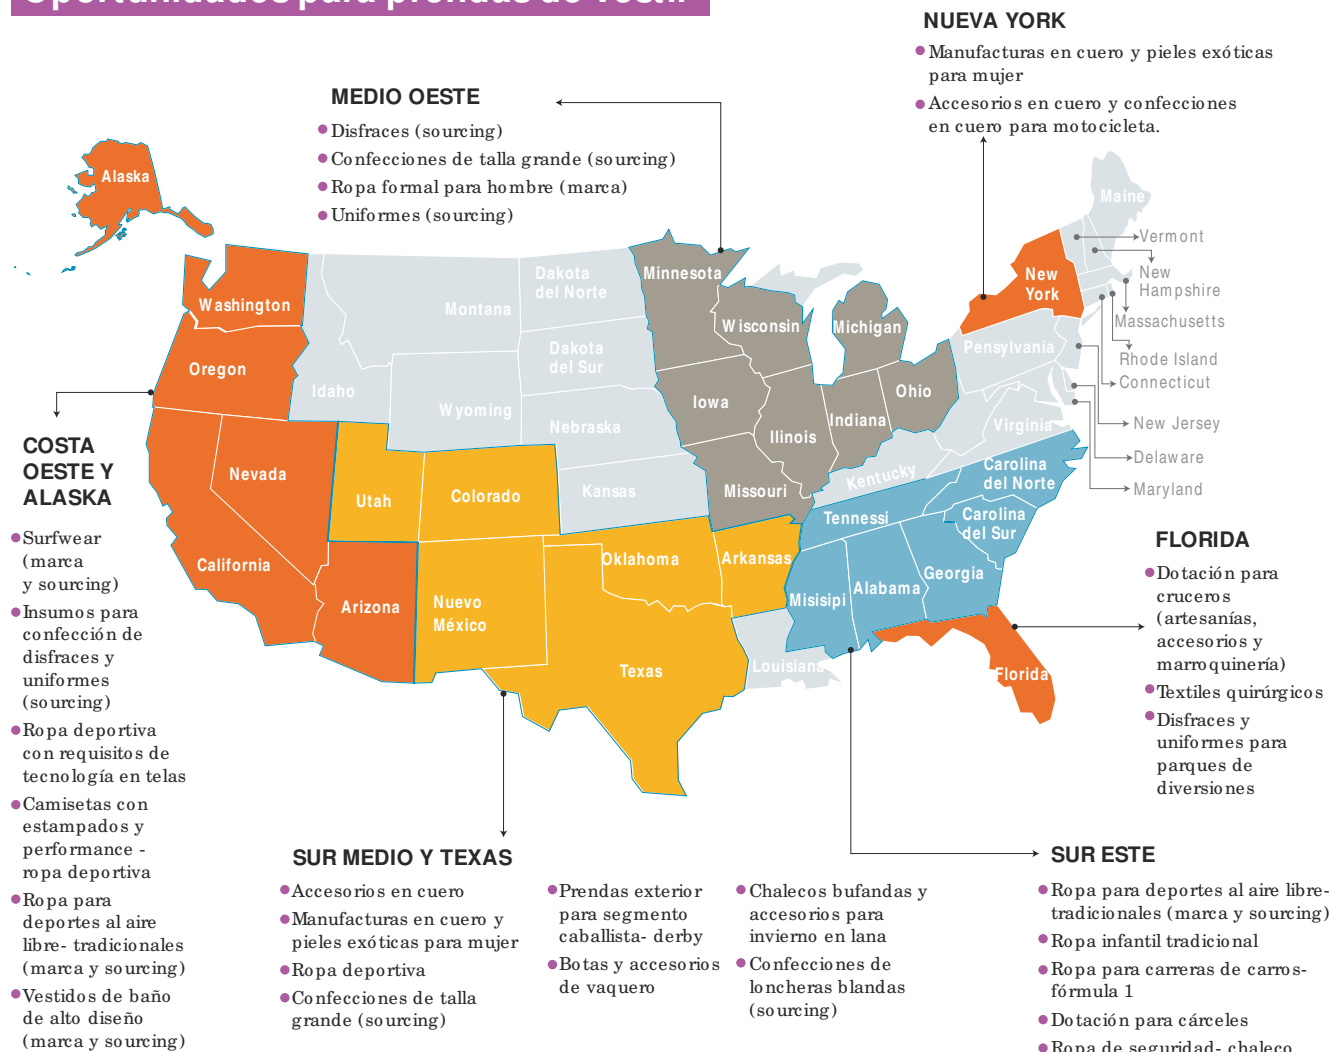 Oportunidades para prendas de vestir
NUEVA YORK
Manufacturas en cuero y pieles exóticas
para mujer
Accesorios en cuero y confecciones
en cuero para motocicleta.
MEDIO OESTE
Disfraces (sourcing)
Confecciones de talla grande (sourcing)
Ropa formal para hombre (marca)
Uniformes (sourcing)
Alaska
Washington
Oregon
Idaho
Montana
Wyoming
Dakota
del Norte
Dakota
del Sur
Nebraska
Kansas
Minnesota
Wisconsin
Michigan
Iowa
Ilinois
Indiana
Ohio
Missouri
Kentucky
New
York
Pensylvania
Virginia
Maine
Vermont
New
Hampshire
Massachusetts
Rhode Island
Connecticut
New Jersey
Delaware
Maryland
Nevada
Utah
Colorado
California
Arizona
Nuevo
México
Oklahoma
Arkansas
Texas
Louisiana
Tennessi
Carolina
del Norte
Carolina
del Sur
Misisipi
Alabama
Georgia
Florida
COSTA
OESTE Y
ALASKA
Surfwear
(marca
y sourcing)
Insumos para
confección de
disfraces y
uniformes
(sourcing)
Ropa deportiva
con requisitos de
tecnología en telas
Camisetas con
estampados y
performance -
ropa deportiva
Ropa para
deportes al aire
libre- tradicionales
(marca y sourcing)
Vestidos de baño
de alto diseño
(marca y sourcing)
SUR MEDIO Y TEXAS
Accesorios en cuero
Manufacturas en cuero y
pieles exóticas para mujer
Ropa deportiva
Confecciones de talla
grande (sourcing)
Prendas exterior
para segmento
caballista- derby
Botas y accesorios
de vaquero
Chalecos bufandas y
accesorios para
invierno en lana
Confecciones de
loncheras blandas
(sourcing)
FLORIDA
Dotación para
cruceros
(artesanías,
accesorios y
marroquinería)
Textiles quirúrgicos
Disfraces y
uniformes para
parques de
diversiones
SUR ESTE
Ropa para deportes al aire libre-
tradicionales (marca y sourcing)
Ropa infantil tradicional
Ropa para carreras de carros-
fórmula 1
Dotación para cárceles
Ropa de seguridad- chaleco